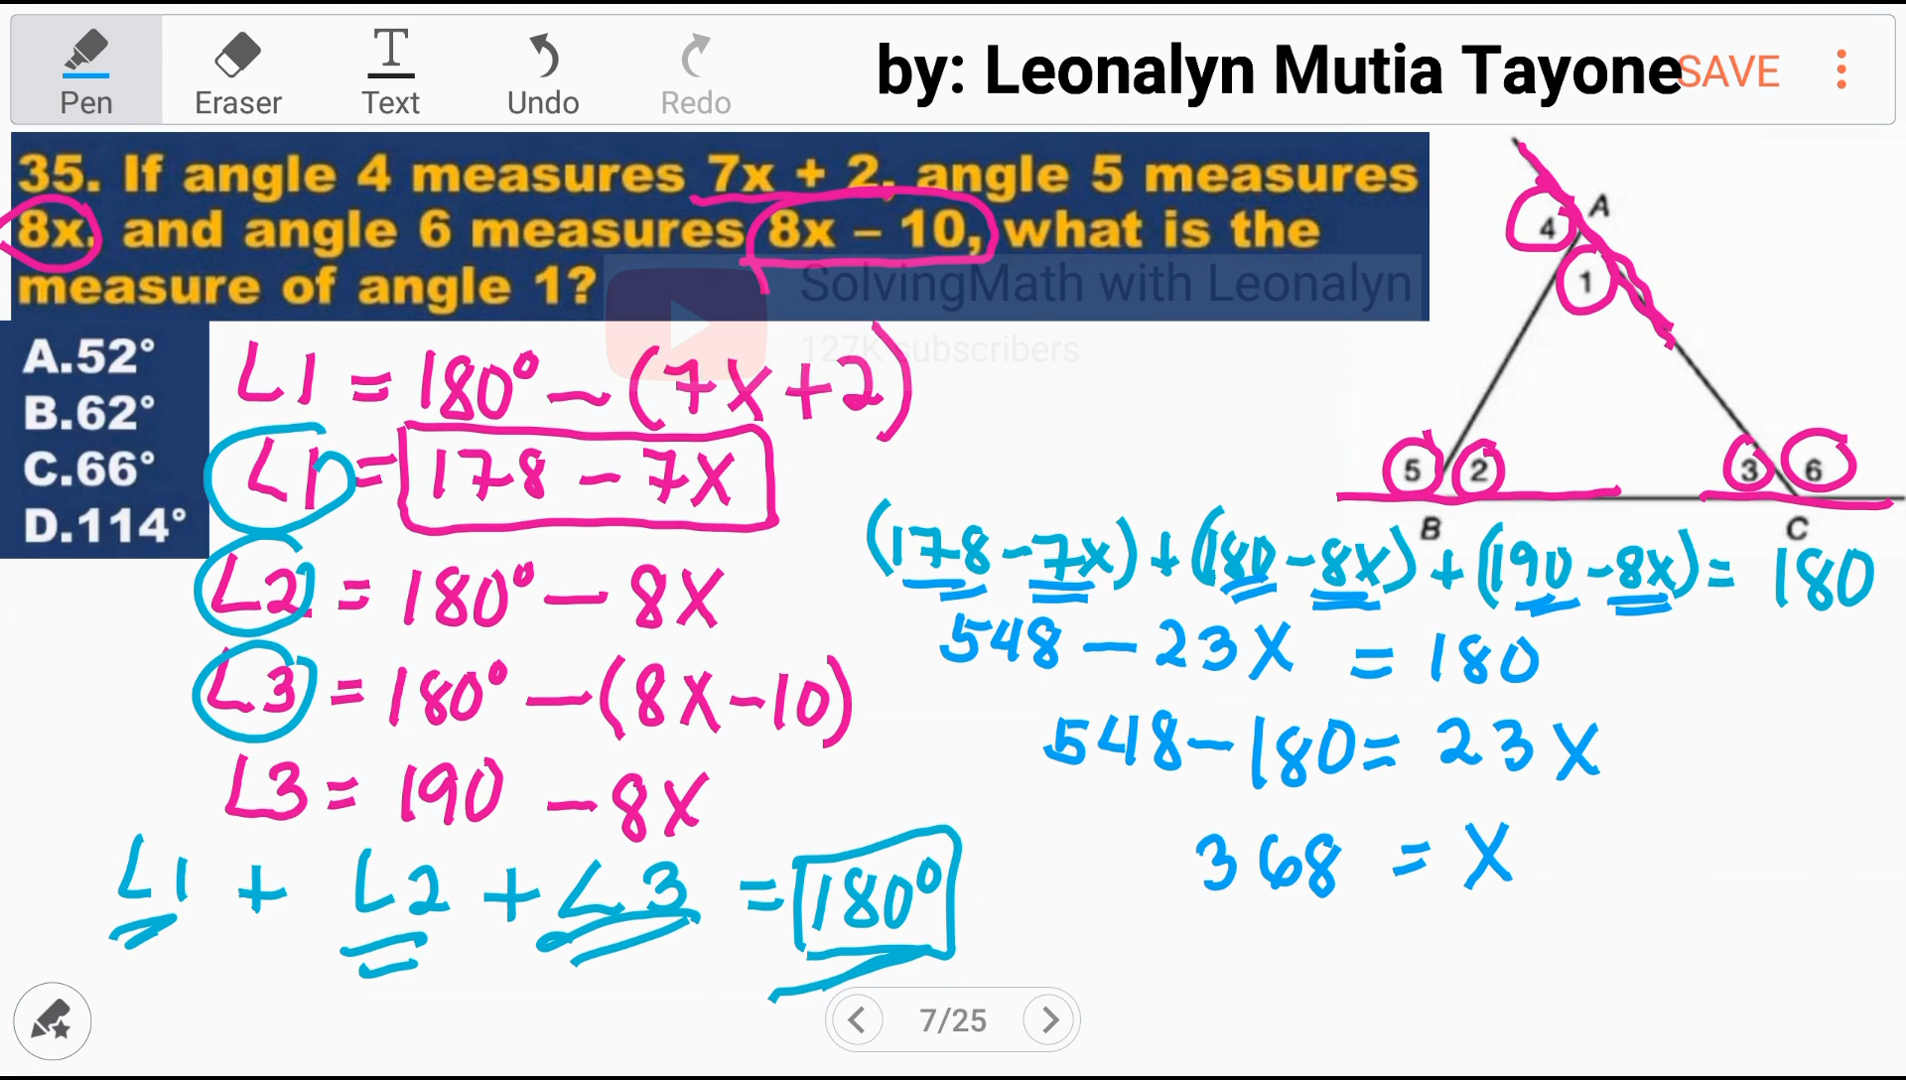 Pen Eraser Text Undo Redo by: Leonalyn Mutia Tayone SAVE
35. If angle 4 measures 7x + 2, angle 5 measures
8x, and angle 6 measures 8x – 10, what is the
measure of angle 1?
SolvingMath with Leonalyn
127K subscribers
A.52°
B.62°
C.66°
D.114°
A
4
1
5 2 3 6
B C
∠1 = 180° - (7x+2)
∠1 = 178 - 7x
∠2 = 180° - 8x
∠3 = 180° - (8x-10)
∠3 = 190 - 8x
∠1 + ∠2 + ∠3 = 180°
(178-7x)+(180-8x)+(190-8x)= 180
548 - 23x = 180
548-180= 23x
368 = x
7/25